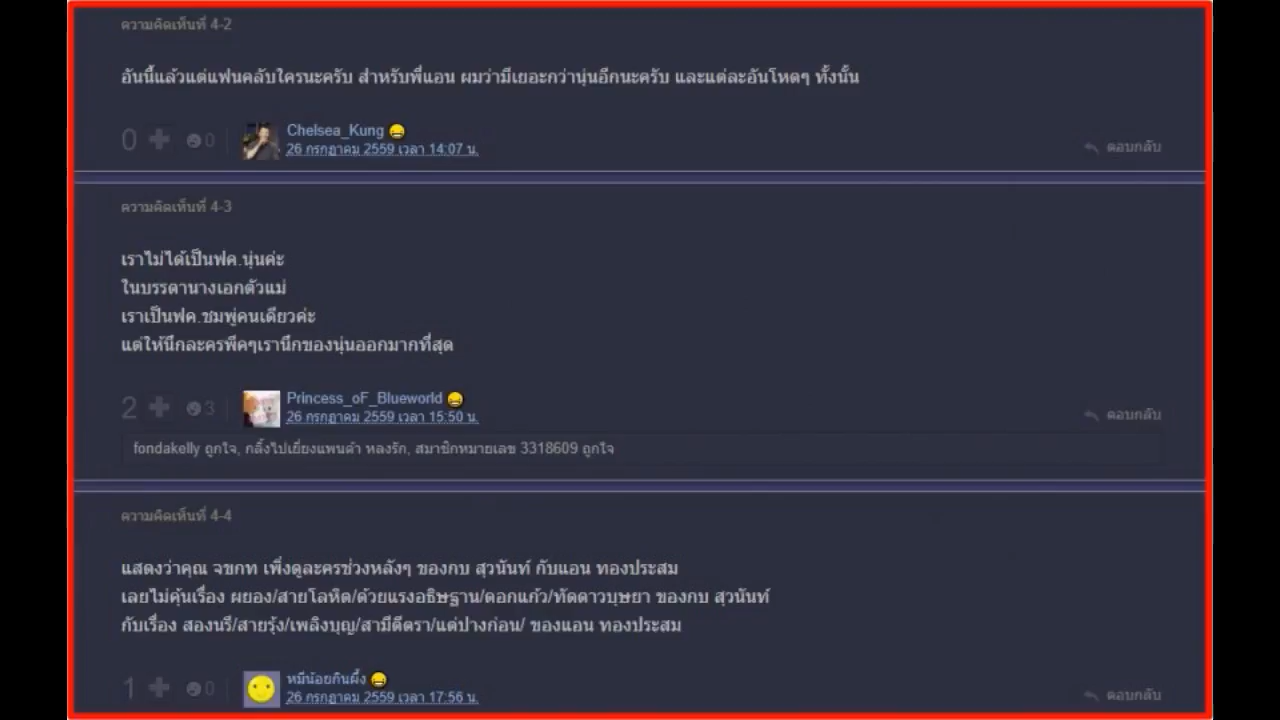 ความคิดเห็นที่ 4-2
อันนี้แล้วแต่แฟนคลับใครนะครับ สำหรับพี่แอน ผมว่ามีเยอะกว่านุ่นอีกนะครับ และแต่ละอันโหดๆ ทั้งนั้น
0 0 Chelsea_Kung
26 กรกฎาคม 2559 เวลา 14:07 น.
ตอบกลับ
ความคิดเห็นที่ 4-3
เราไม่ได้เป็นฟค.นุ่นค่ะ
ในบรรดานางเอกตัวแม่
เราเป็นฟค.ชมพู่คนเดียวค่ะ
แต่ให้นึกละครพีคๆเรานึกของนุ่นออกมากที่สุด
2 3 Princess_oF_Blueworld
26 กรกฎาคม 2559 เวลา 15:50 น.
ตอบกลับ
fondakelly ถูกใจ, กลิ้งไปเยี่ยงแพนด้า หลงรัก, สมาชิกหมายเลข 3318609 ถูกใจ
ความคิดเห็นที่ 4-4
แสดงว่าคุณ จขกท เพิ่งดูละครช่วงหลังๆ ของกบ สุวนันท์ กับแอน ทองประสม
เลยไม่คุ้นเรื่อง ผยอง/สายโลหิต/ด้วยแรงอธิษฐาน/ดอกแก้ว/ทัดดาวบุษยา ของกบ สุวนันท์
กับเรื่อง สองนรี/สายรุ้ง/เพลิงบุญ/สามีตีตรา/แต่ปางก่อน/ ของแอน ทองประสม
1 0 หมีน้อยกินผึ้ง
26 กรกฎาคม 2559 เวลา 17:56 น.
ตอบกลับ